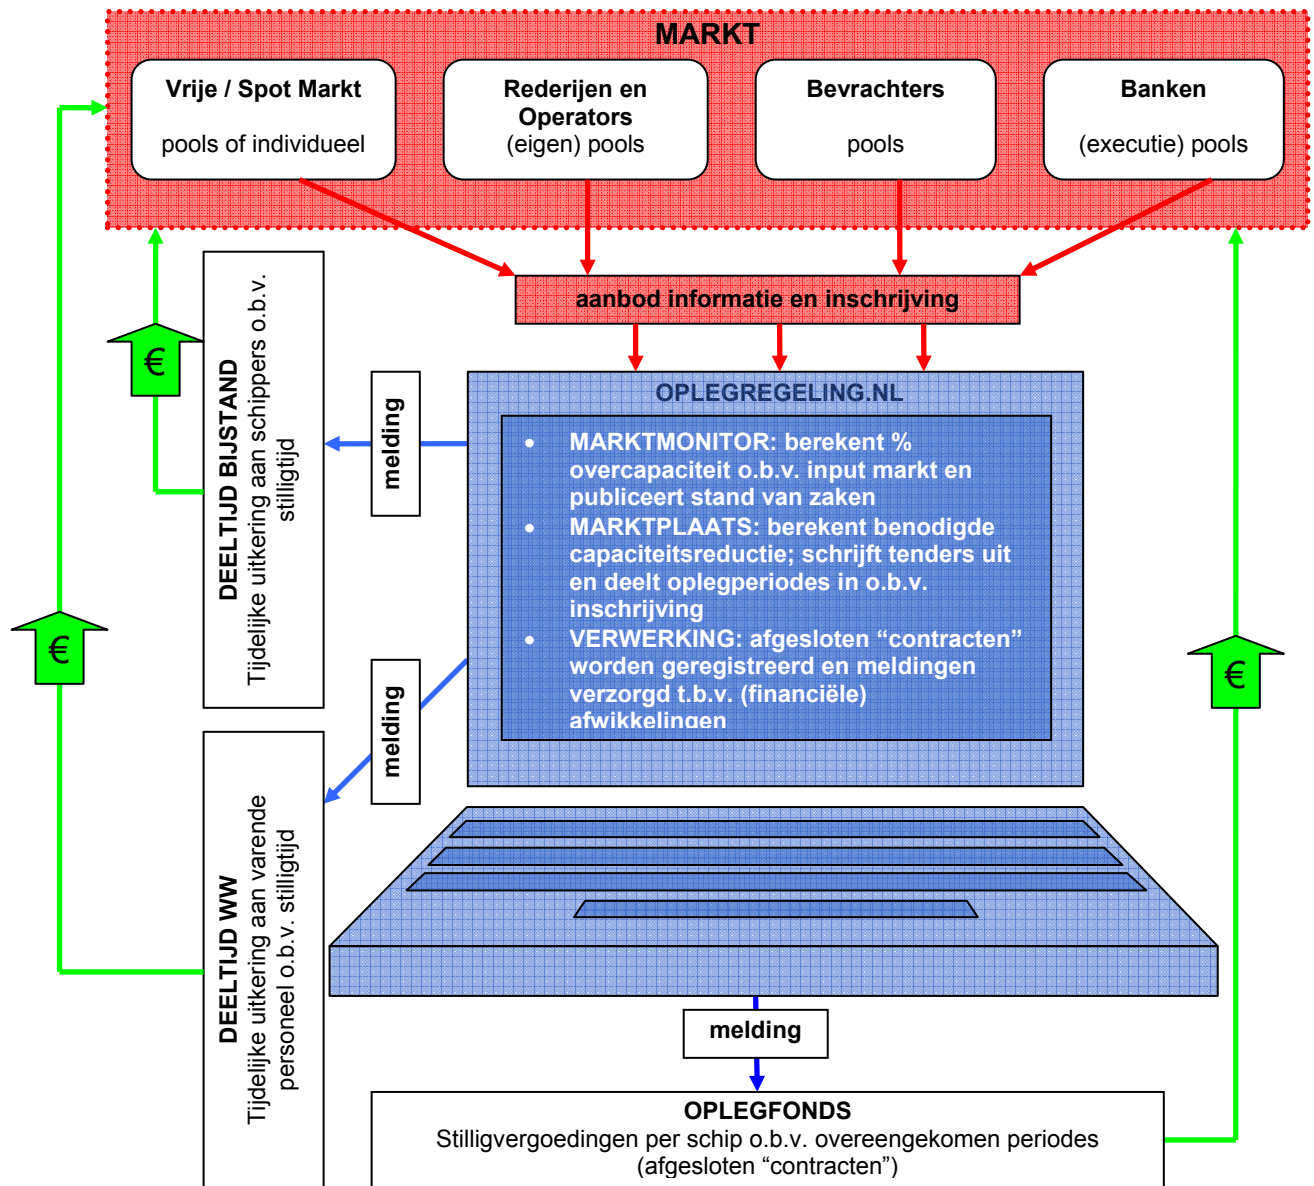 MARKT
Vrije / Spot Markt
pools of individueel
Rederijen en
Operators
(eigen) pools
Bevrachters
pools
Banken
(executie) pools
aanbod informatie en inschrijving
OPLEGREGELING.NL
• MARKTMONITOR: berekent %
overcapaciteit o.b.v. input markt en
publiceert stand van zaken
• MARKTPLAATS: berekent benodigde
capaciteitsreductie; schrijft tenders uit
en deelt oplegperiodes in o.b.v.
inschrijving
• VERWERKING: afgesloten “contracten”
worden geregistreerd en meldingen
verzorgd t.b.v. (financiële)
afwikkelingen
melding
melding
DEELTIJD BIJSTAND
Tijdelijke uitkering aan schippers o.b.v.
stilligtijd
DEELTIJD WW
Tijdelijke uitkering aan varende
personeel o.b.v. stilligtijd
€
€
€
melding
OPLEGFONDS
Stilligvergoedingen per schip o.b.v. overeengekomen periodes
(afgesloten “contracten”)